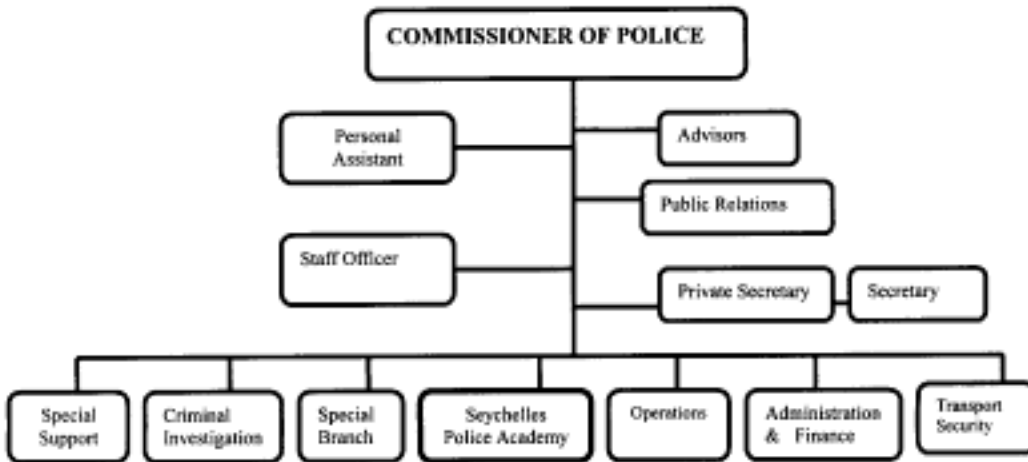 COMMISSIONER OF POLICE
Personal
Assistant
Advisors
Public Relations
Staff Officer
Private Secretary
Secretary
Special
Support
Criminal
Investigation
Special
Branch
Seychelles
Police Academy
Operations
Administration
& Finance
Transport
Security